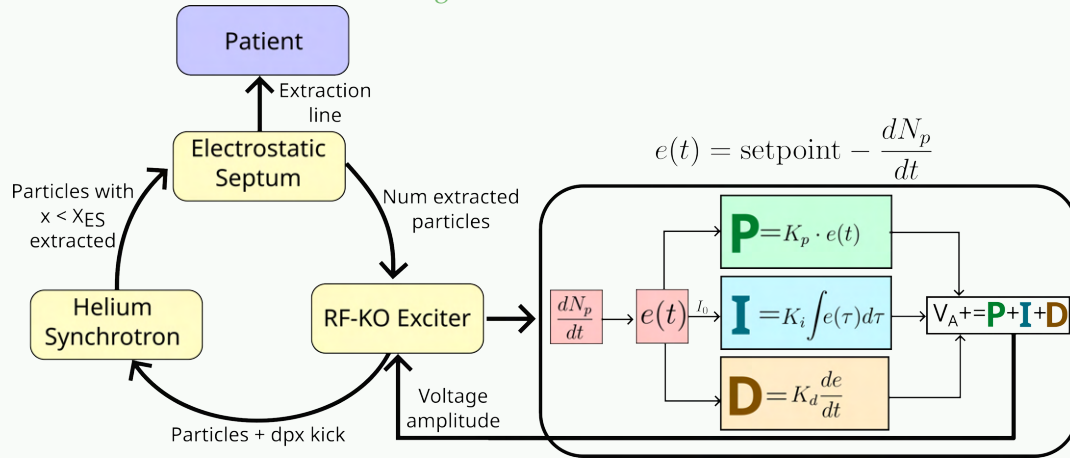 Patient
Extraction
line
Electrostatic
Septum
Particles with
x < X_ES
extracted
Num extracted
particles
Helium
Synchrotron
RF-KO Exciter
Particles + dpx kick
Voltage
amplitude
e(t) = setpoint − dN_p/dt
dN_p/dt
e(t)
I_0
P=K_p · e(t)
I=K_i∫e(τ)dτ
D=K_d de/dt
V_A+=P+I+D